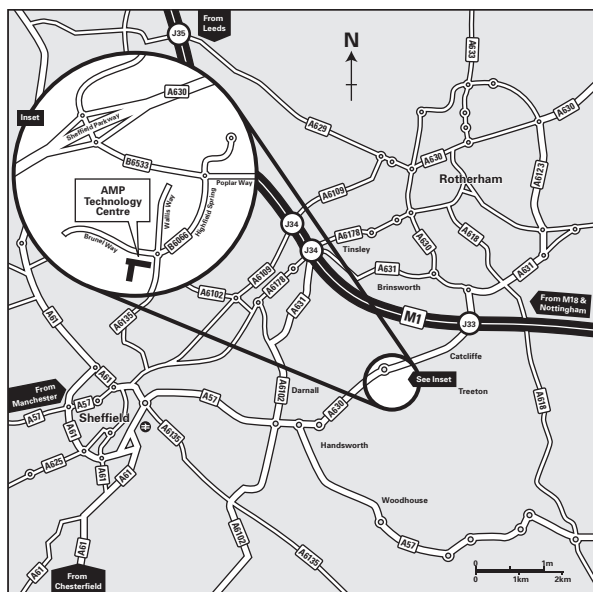 From
Leeds
J35
N
A633
A630
Sheffield Parkway
Inset
A629
A630
A630
B6533
Poplar Way
Rotherham
A6123
AMP
Technology
Centre
Wallis Way
Highfield Spring
A6109
J34
A618
Brunel Way
B6066
A6178
Tinsley
J34
A630
A631
A6109
A6178
A631
Brinsworth
A6102
A631
From M18 &
Nottingham
A61
A6135
M1
J33
Catcliffe
From
Manchester
A61
See Inset
A57
A57
Darnall
A6102
Treeton
A57
A630
A618
Sheffield
A61
A6135
Handsworth
A625
A61
A61
Woodhouse
A6102
A57
A61
A6135
A61
From
Chesterfield
0
1m
0
1km
2km